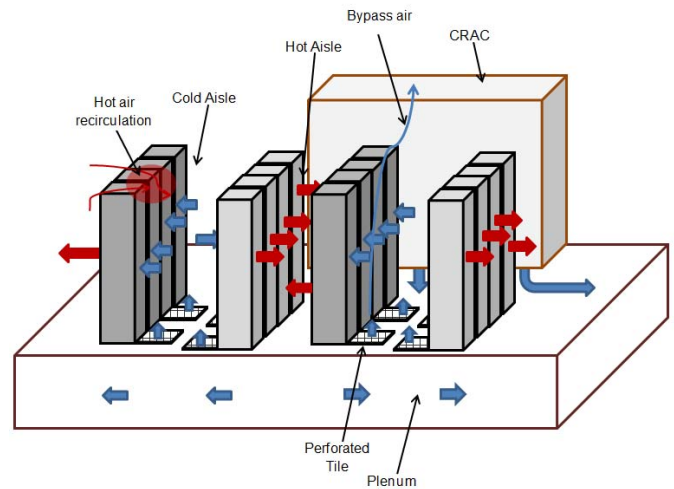 Bypass air
CRAC
Hot Aisle
Hot air
recirculation
Cold Aisle
Perforated
Tile
Plenum